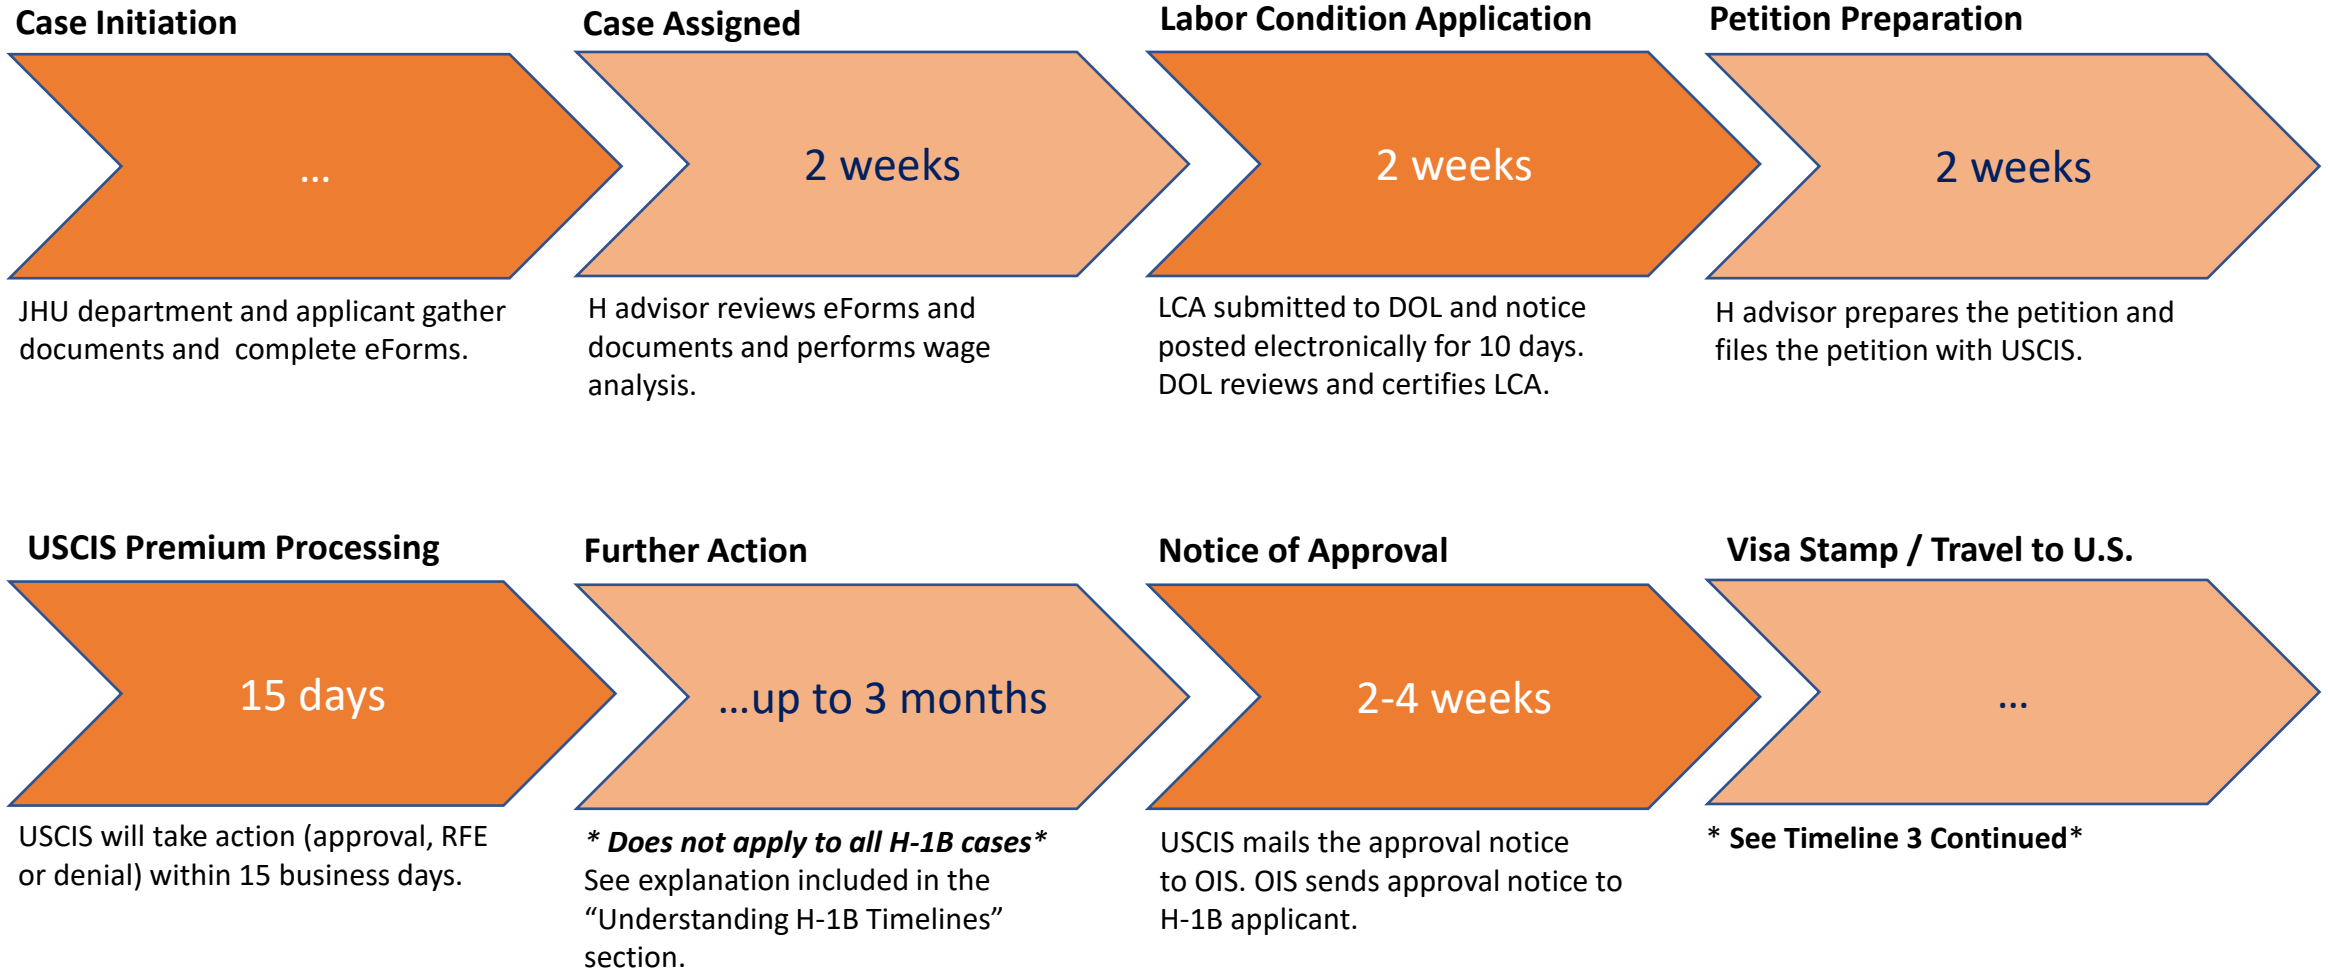 Case Initiation
...
JHU department and applicant gather
documents and  complete eForms.
Case Assigned
2 weeks
H advisor reviews eForms and
documents and performs wage
analysis.
Labor Condition Application
2 weeks
LCA submitted to DOL and notice
posted electronically for 10 days.
DOL reviews and certifies LCA.
Petition Preparation
2 weeks
H advisor prepares the petition and
files the petition with USCIS.
USCIS Premium Processing
15 days
USCIS will take action (approval, RFE
or denial) within 15 business days.
Further Action
...up to 3 months
* Does not apply to all H-1B cases*
See explanation included in the
“Understanding H-1B Timelines”
section.
Notice of Approval
2-4 weeks
USCIS mails the approval notice
to OIS. OIS sends approval notice to
H-1B applicant.
Visa Stamp / Travel to U.S.
...
* See Timeline 3 Continued*